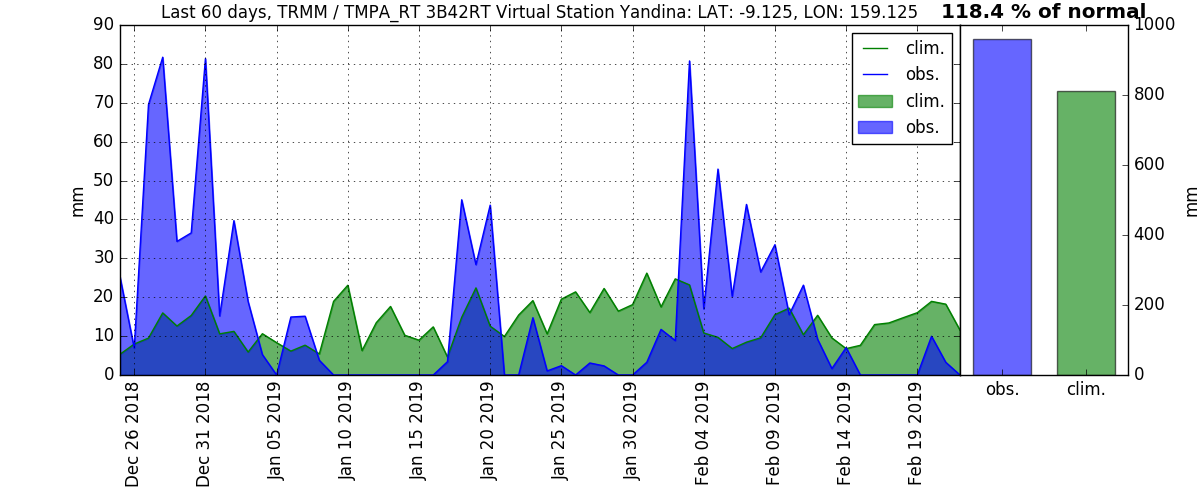 Last 60 days, TRMM / TMPA_RT 3B42RT Virtual Station Yandina: LAT: -9.125, LON: 159.125
118.4 % of normal
90
80
70
60
50
40
30
20
10
0
mm
clim.
obs.
clim.
obs.
Dec 26 2018
Dec 31 2018
Jan 05 2019
Jan 10 2019
Jan 15 2019
Jan 20 2019
Jan 25 2019
Jan 30 2019
Feb 04 2019
Feb 09 2019
Feb 14 2019
Feb 19 2019
1000
800
600
400
200
0
mm
obs.
clim.